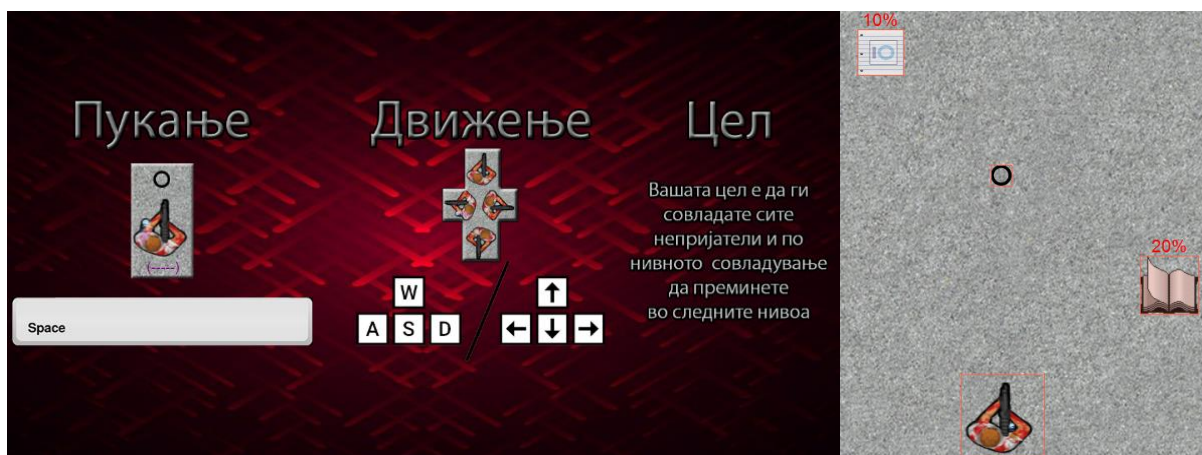 Пукање
Движење
Цел
Space
W
A S D
Вашата цел е да ги
совладате сите
непријатели и по
нивното совладување
да преминете
во следните нивоа
10%
20%